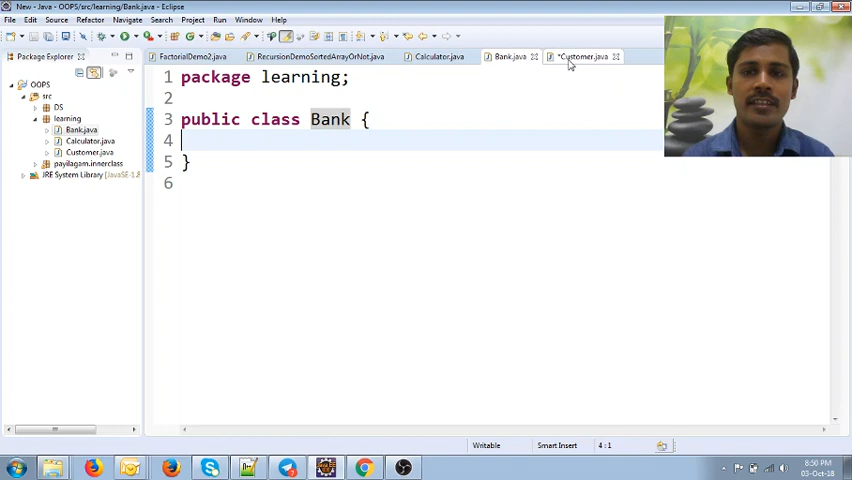 New - Java - OOPS/src/learning/Bank.java - Eclipse
File Edit Source Refactor Navigate Search Project Run Window Help
Package Explorer
FactorialDemo2.java RecursionDemoSortedArrayOrNot.java Calculator.java Bank.java *Customer.java
OOPS
src
DS
learning
Bank.java
Calculator.java
Customer.java
payilagam.innerclass
JRE System Library [JavaSE-1.8
1 package learning;
2
3 public class Bank {
4
5 }
6
Writable Smart Insert 4 : 1
8:50 PM
03-Oct-18